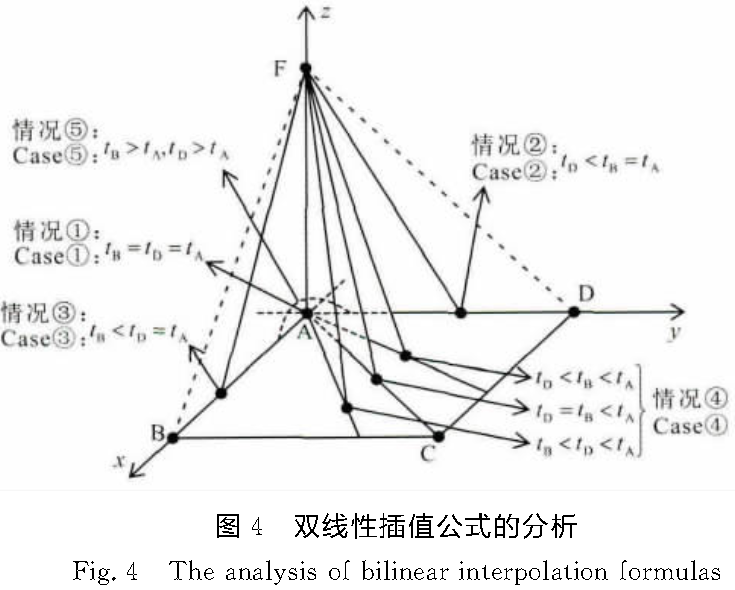 z
F
情况⑤:
Case⑤: t_B>t_A,t_D>t_A
情况②:
Case②: t_D<t_B=t_A
情况①:
Case①: t_B=t_D=t_A
情况③:
Case③: t_B<t_D=t_A
A
D
y
t_D<t_B<t_A
t_D=t_B<t_A
t_B<t_D<t_A
情况④
Case④
B
C
x
图 4 双线性插值公式的分析
Fig. 4 The analysis of bilinear interpolation formulas